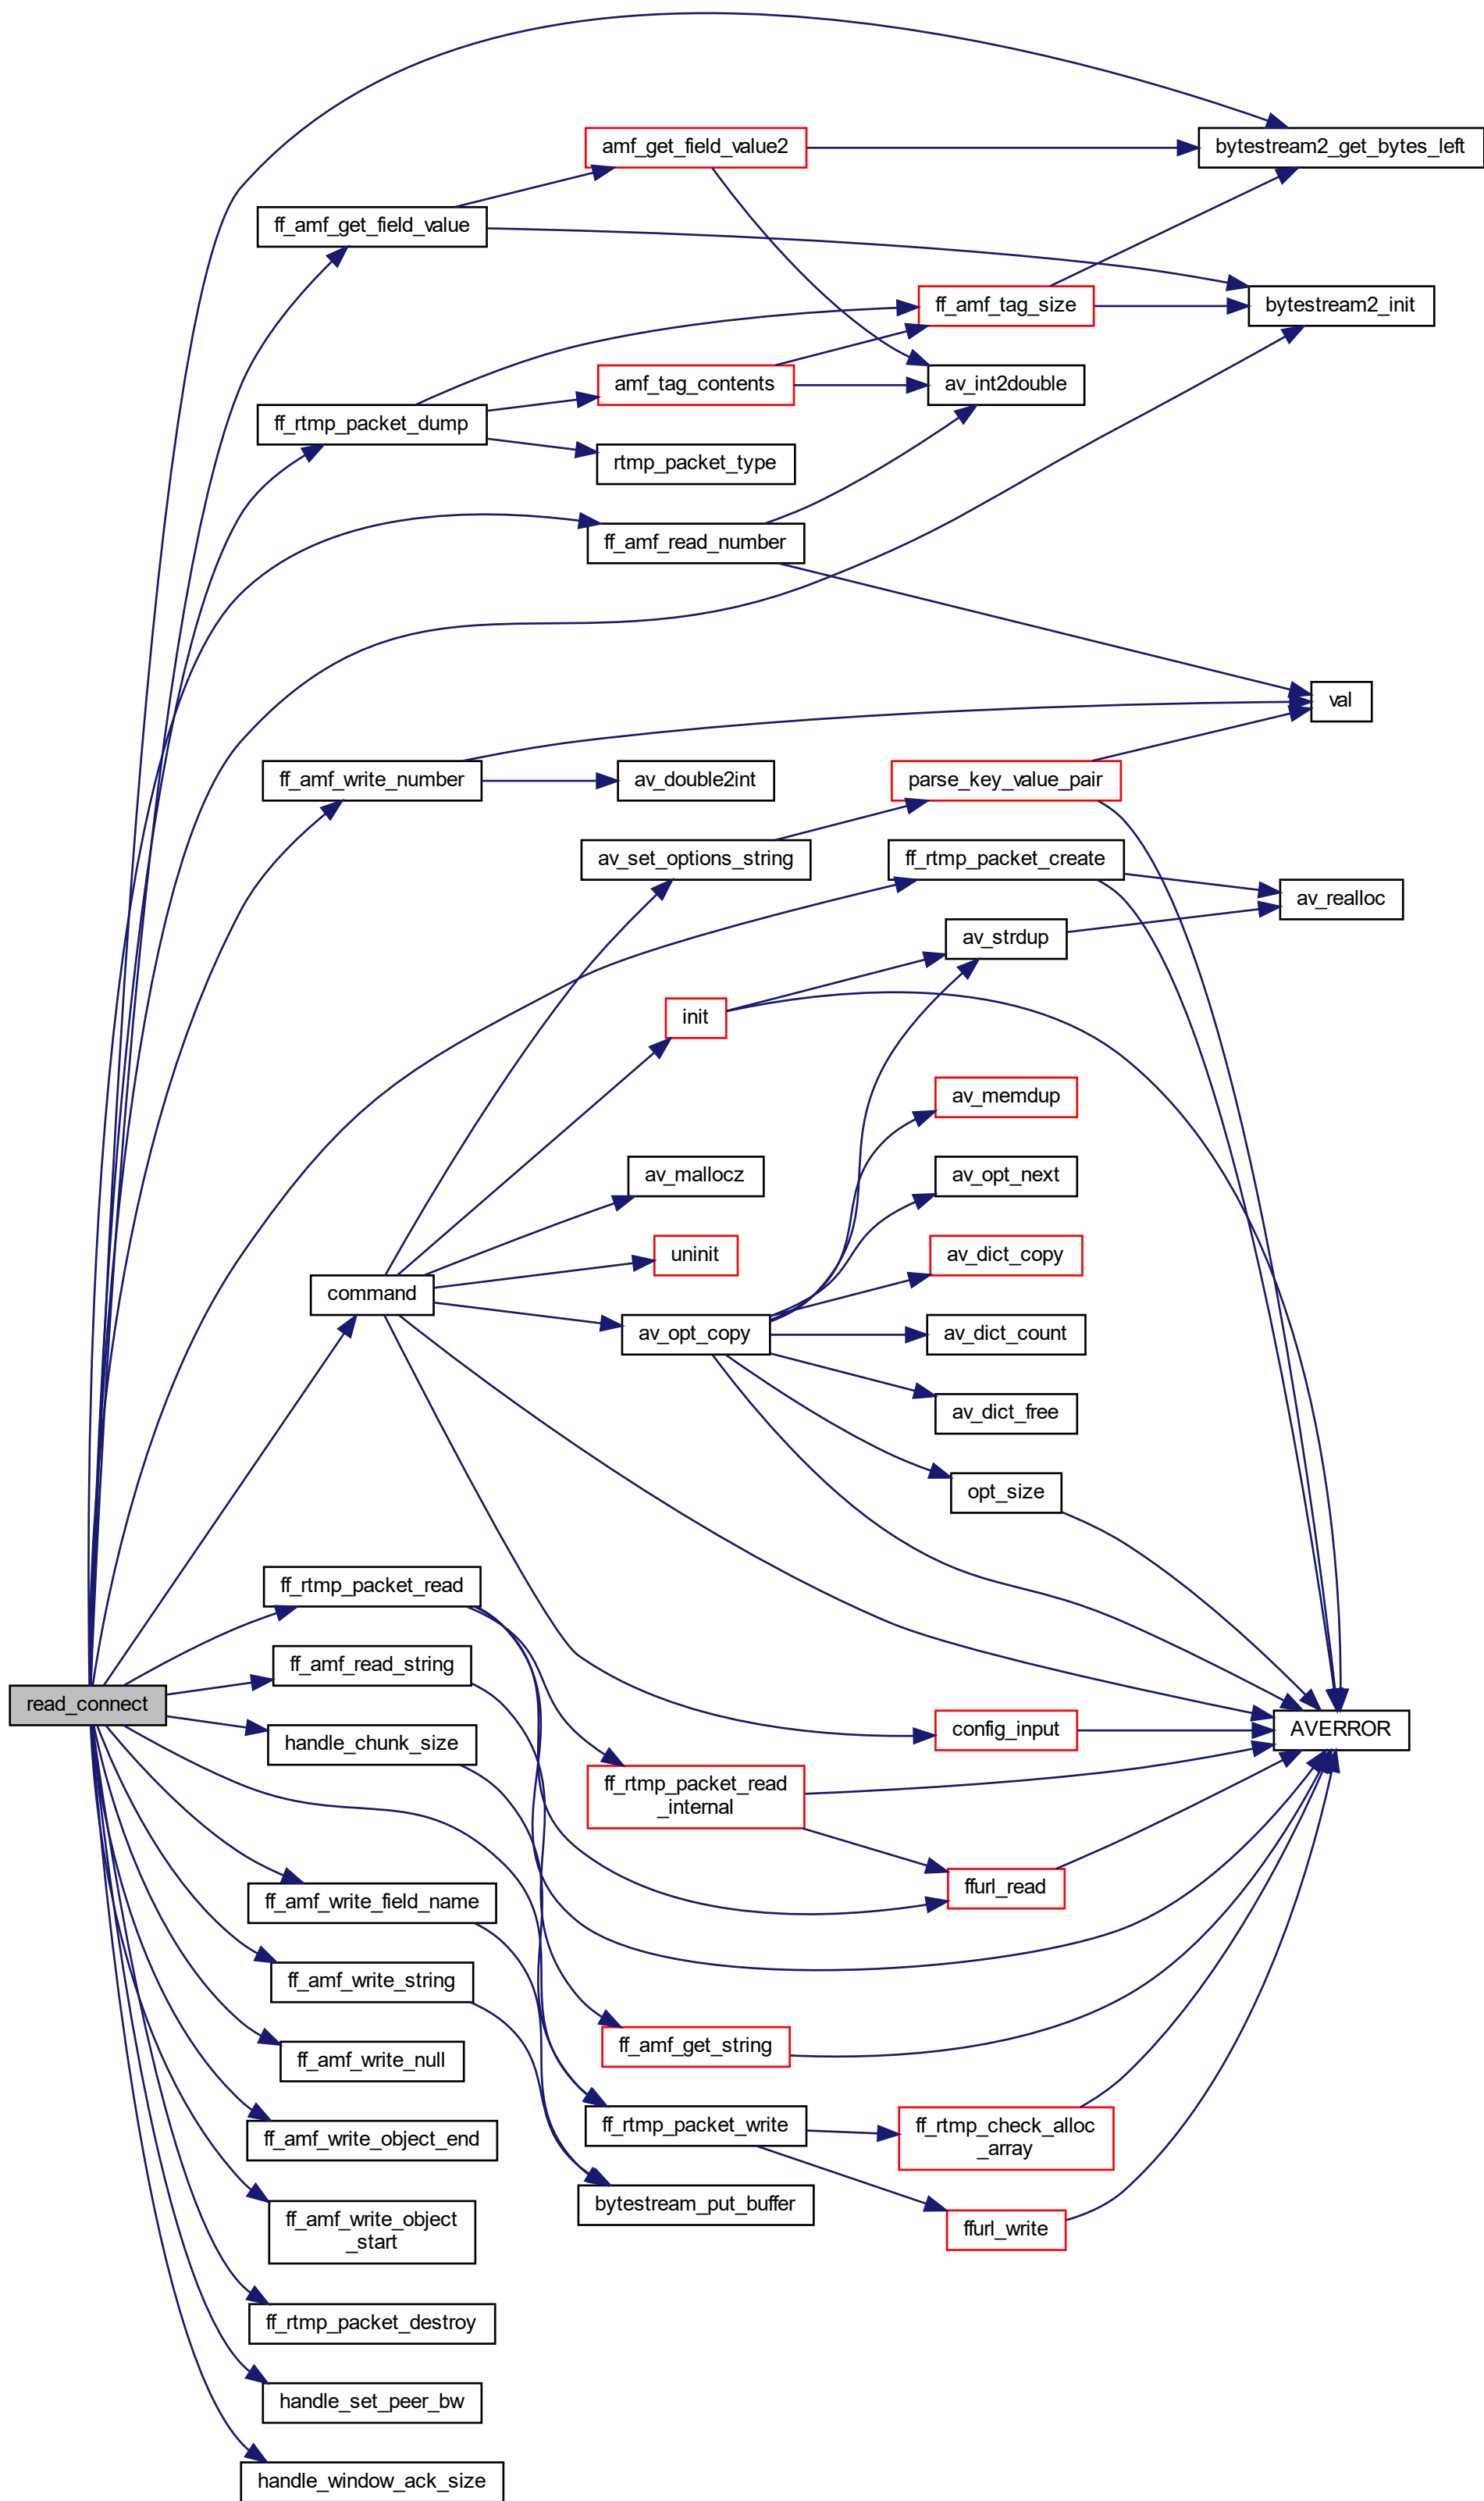 amf_get_field_value2
bytestream2_get_bytes_left
ff_amf_get_field_value
ff_amf_tag_size
bytestream2_init
amf_tag_contents
av_int2double
ff_rtmp_packet_dump
rtmp_packet_type
ff_amf_read_number
val
ff_amf_write_number
av_double2int
parse_key_value_pair
av_set_options_string
ff_rtmp_packet_create
av_realloc
av_strdup
init
av_memdup
av_mallocz
av_opt_next
uninit
av_dict_copy
command
av_opt_copy
av_dict_count
av_dict_free
opt_size
ff_rtmp_packet_read
ff_amf_read_string
read_connect
handle_chunk_size
config_input
AVERROR
ff_rtmp_packet_read
_internal
ff_amf_write_field_name
ffurl_read
ff_amf_write_string
ff_amf_write_null
ff_amf_get_string
ff_amf_write_object_end
ff_rtmp_packet_write
ff_rtmp_check_alloc
_array
bytestream_put_buffer
ff_amf_write_object
_start
ffurl_write
ff_rtmp_packet_destroy
handle_set_peer_bw
handle_window_ack_size